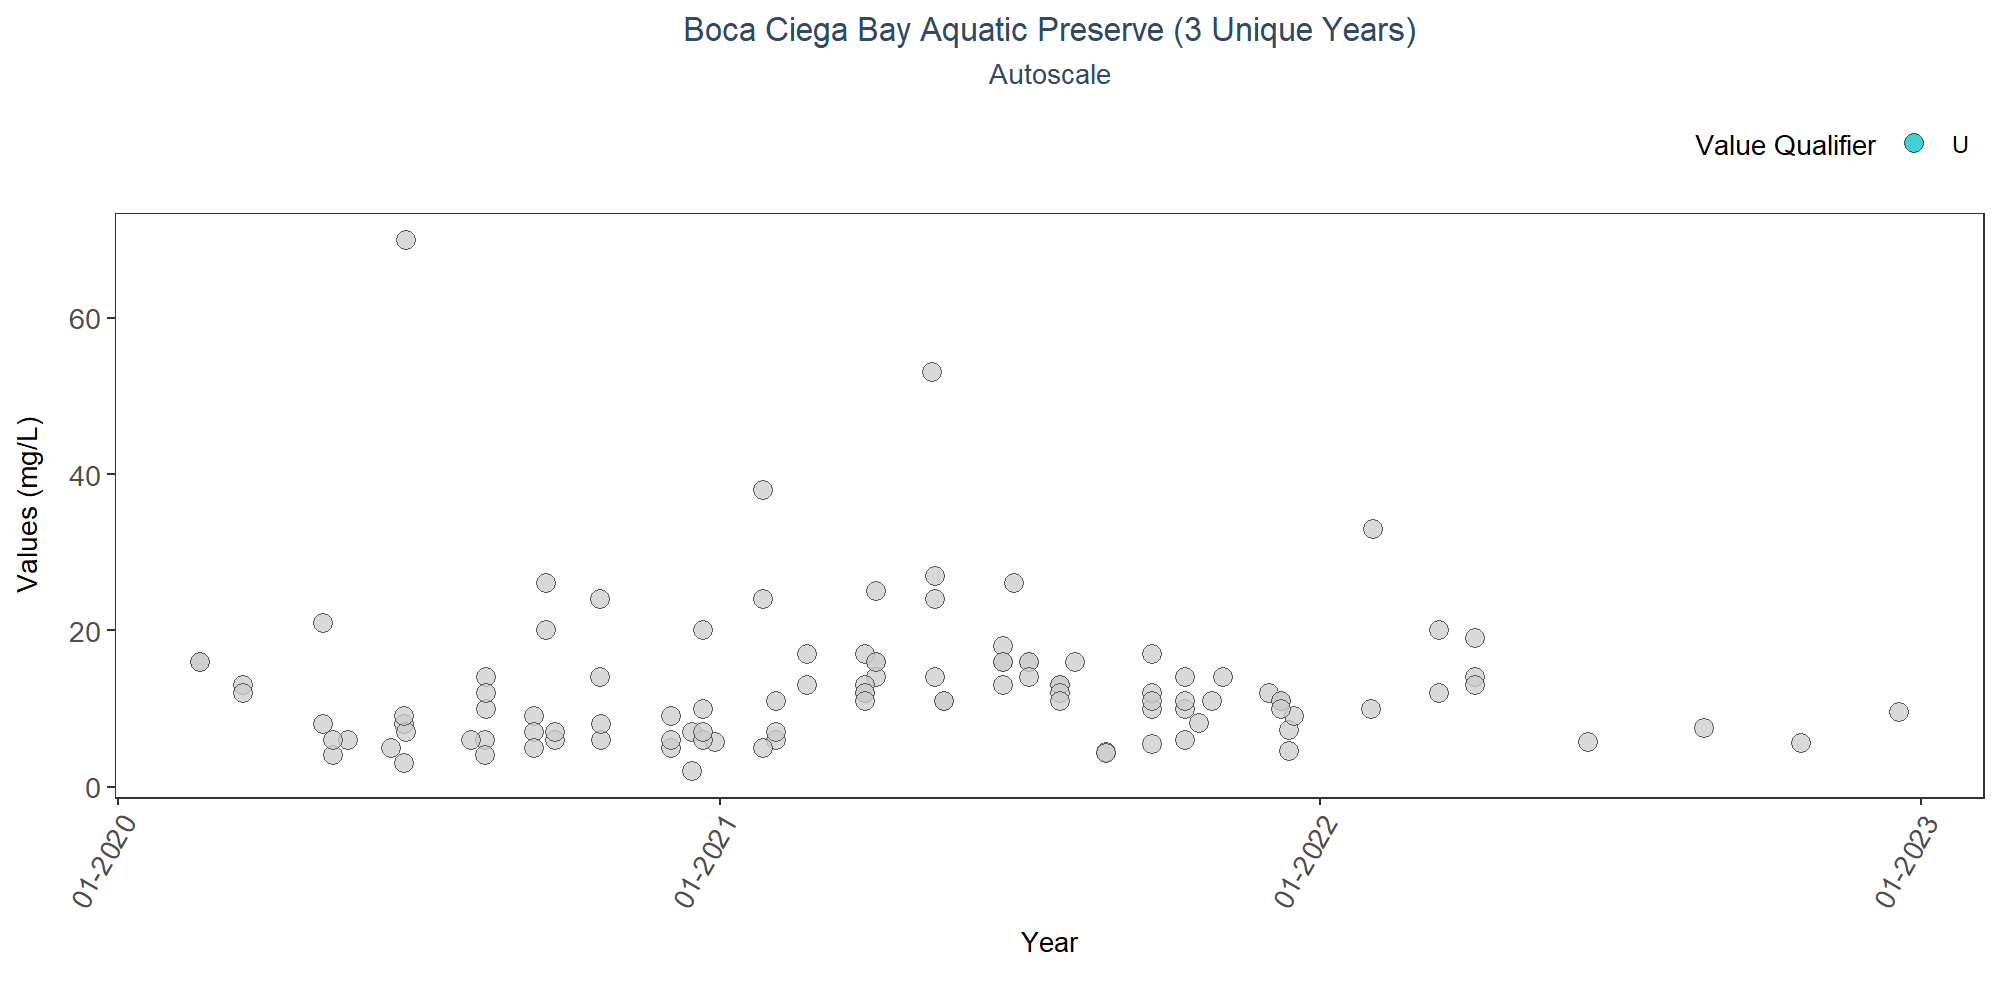 Boca Ciega Bay Aquatic Preserve (3 Unique Years)
Autoscale
Value Qualifier U
Values (mg/L)
60
40
20
0
01-2020 01-2021 01-2022 01-2023
Year